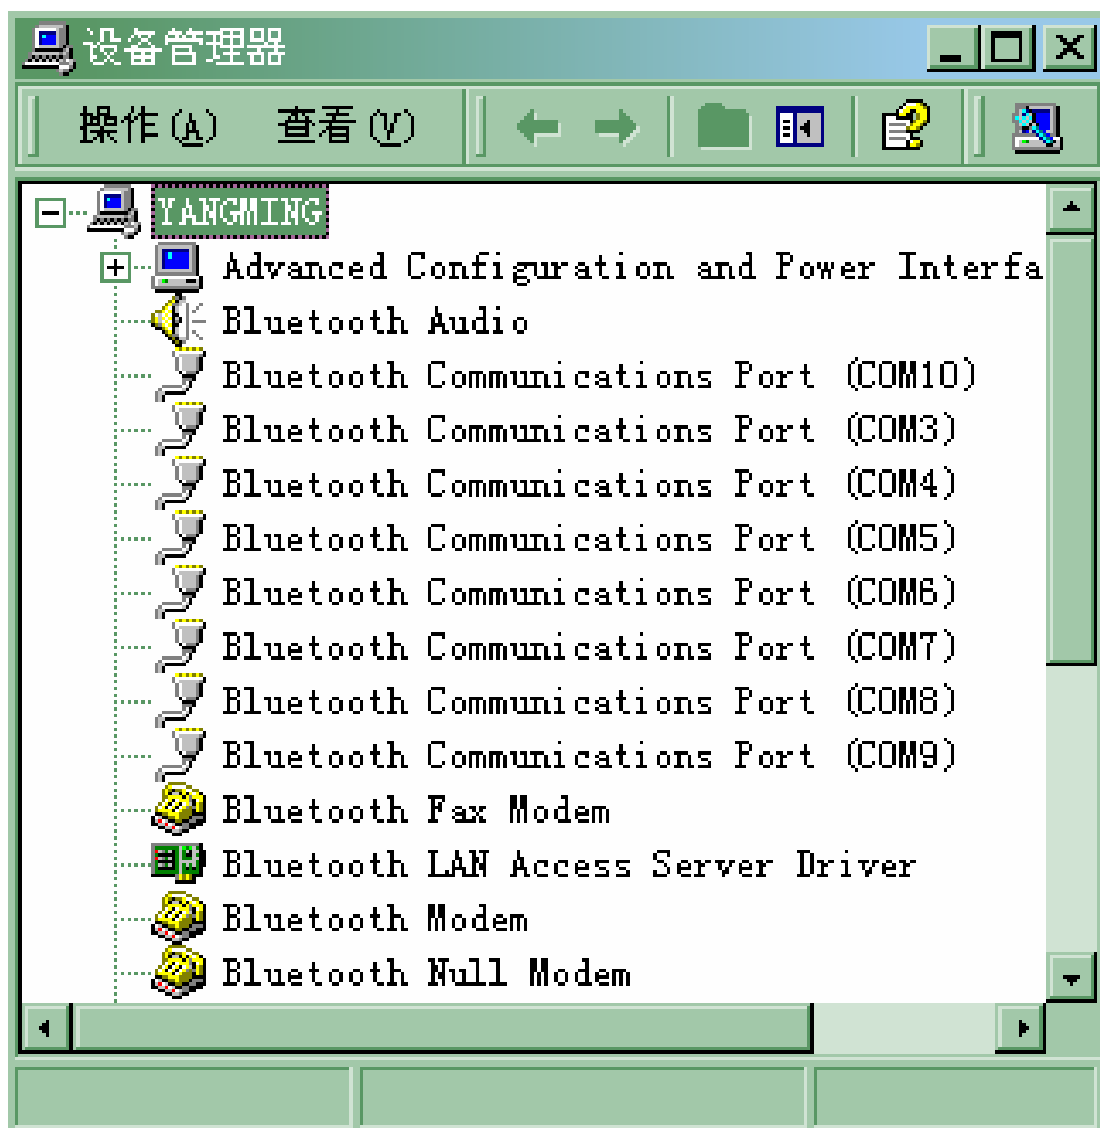 设备管理器
操作(A) 查看(V)
YANGMING
Advanced Configuration and Power Interfa
Bluetooth Audio
Bluetooth Communications Port (COM10)
Bluetooth Communications Port (COM3)
Bluetooth Communications Port (COM4)
Bluetooth Communications Port (COM5)
Bluetooth Communications Port (COM6)
Bluetooth Communications Port (COM7)
Bluetooth Communications Port (COM8)
Bluetooth Communications Port (COM9)
Bluetooth Fax Modem
Bluetooth LAN Access Server Driver
Bluetooth Modem
Bluetooth Null Modem